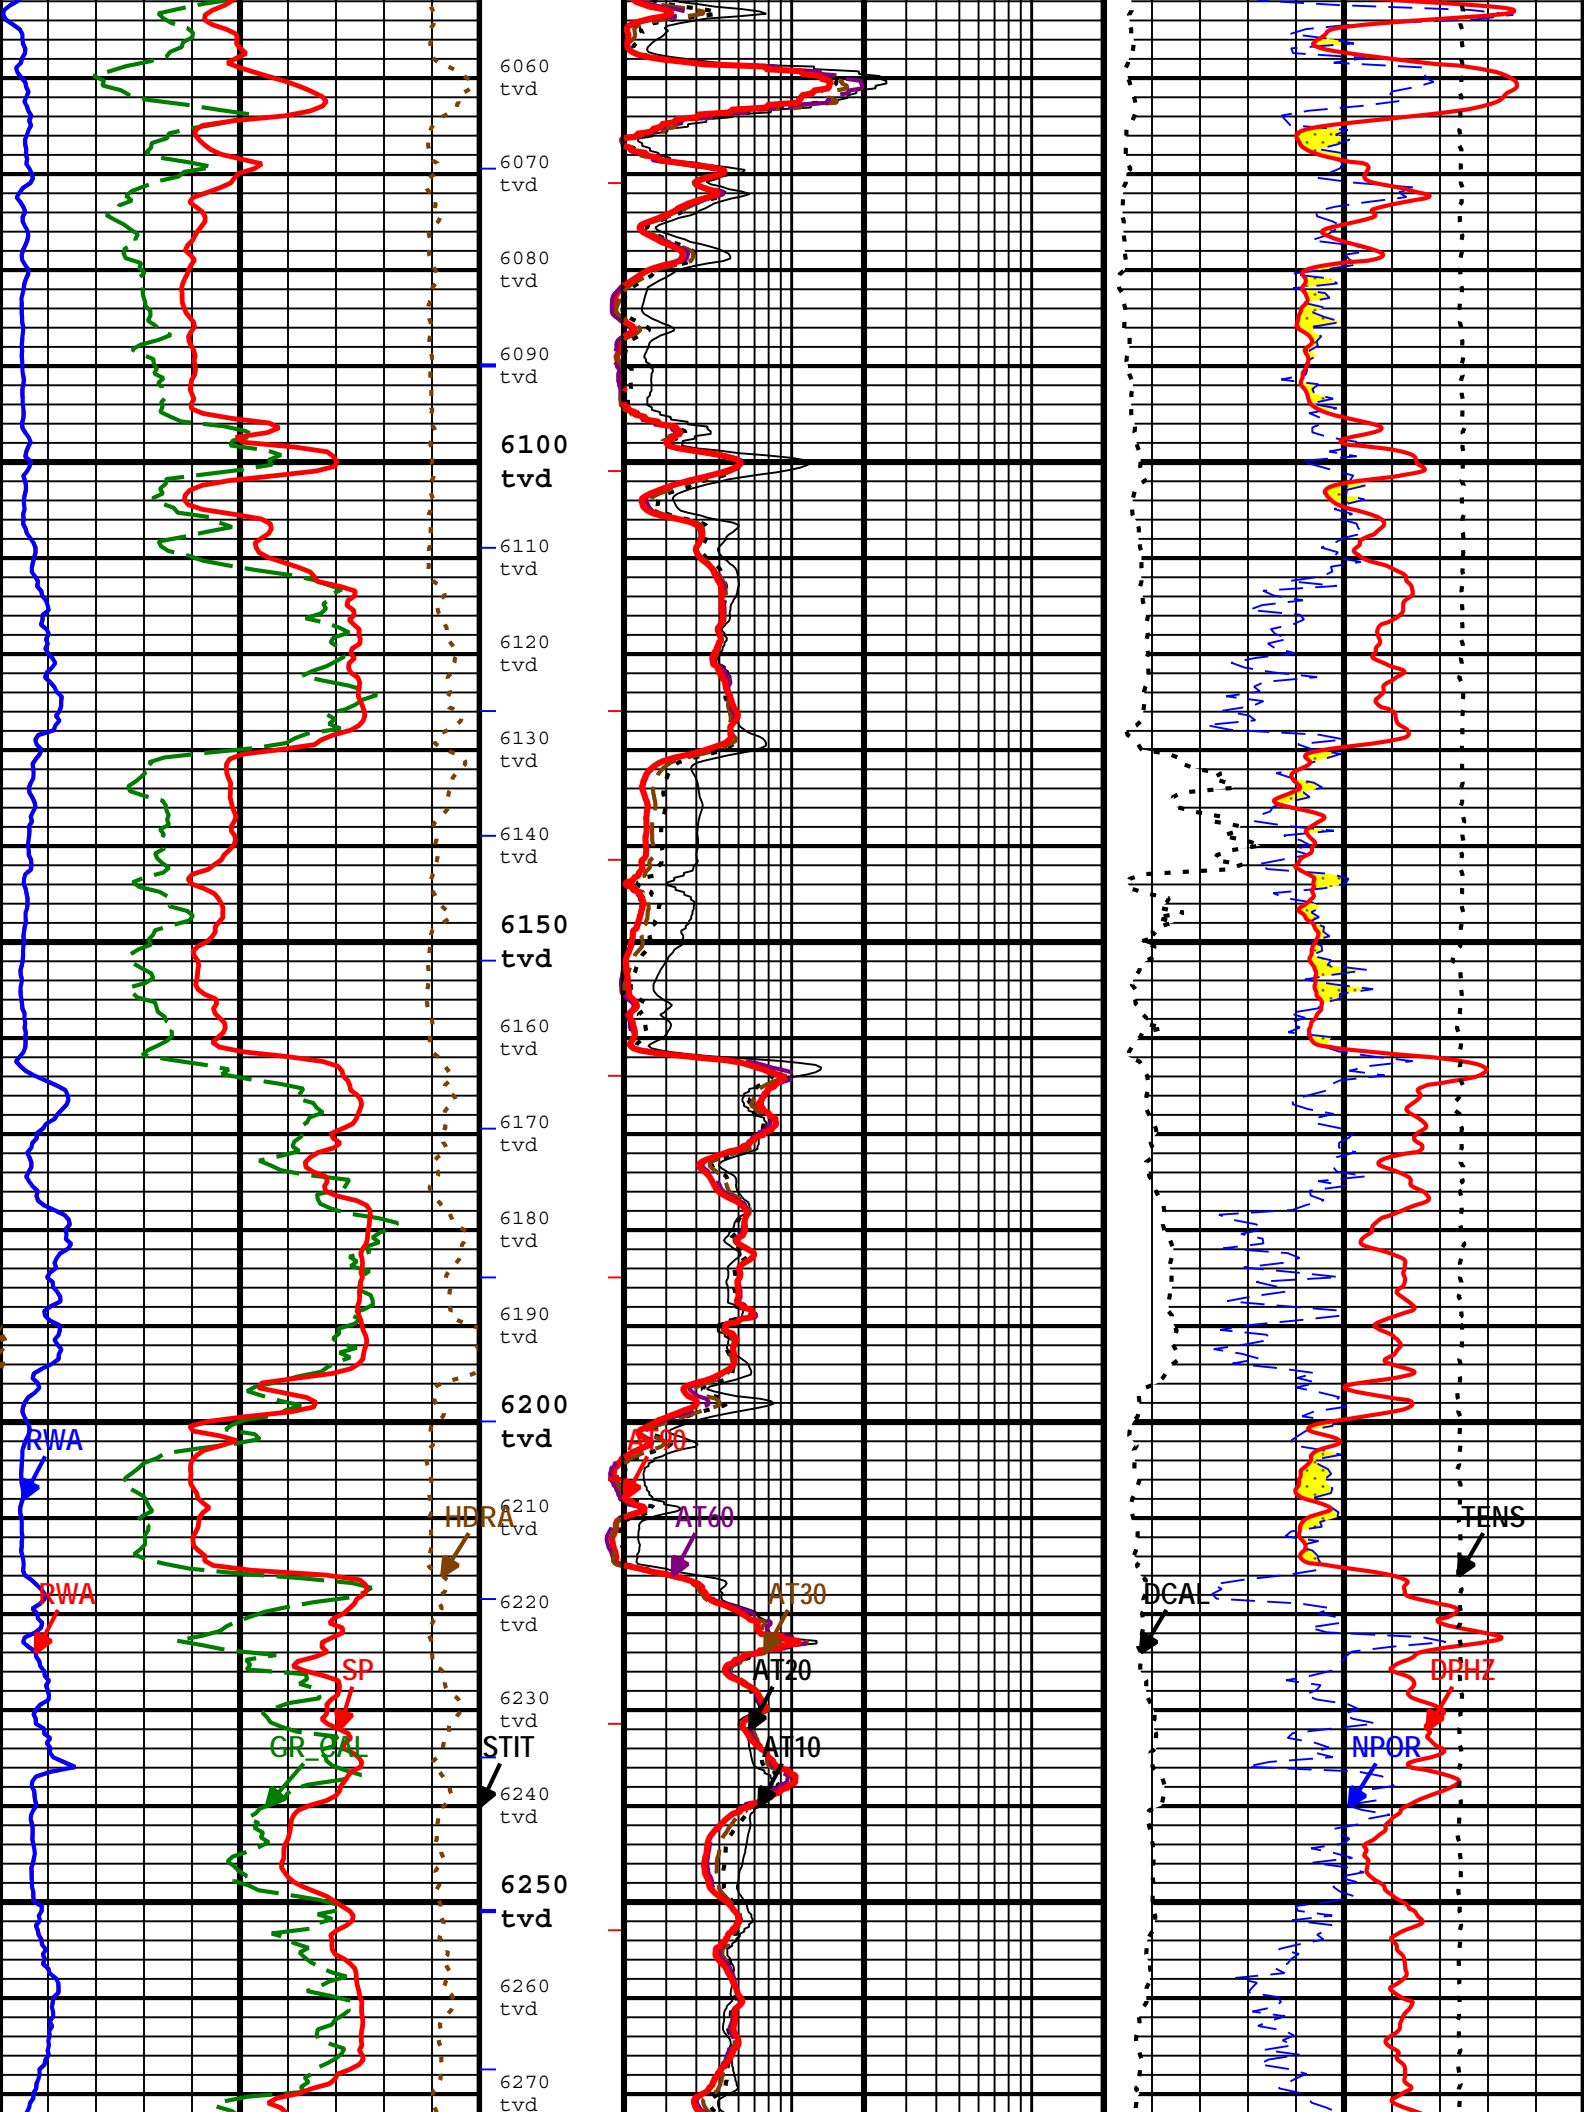 6060
tvd
6070
tvd
6080
tvd
6090
tvd
6100
tvd
6110
tvd
6120
tvd
6130
tvd
6140
tvd
6150
tvd
6160
tvd
6170
tvd
6180
tvd
6190
tvd
6200
tvd
RWA
AT90
6210
tvd
HDRA
AT60
TENS
RWA
6220
tvd
AT30
DCAL
SP
AT20
DPHZ
6230
tvd
GR_CAL
STIT
AT10
NPOR
6240
tvd
6250
tvd
6260
tvd
6270
tvd